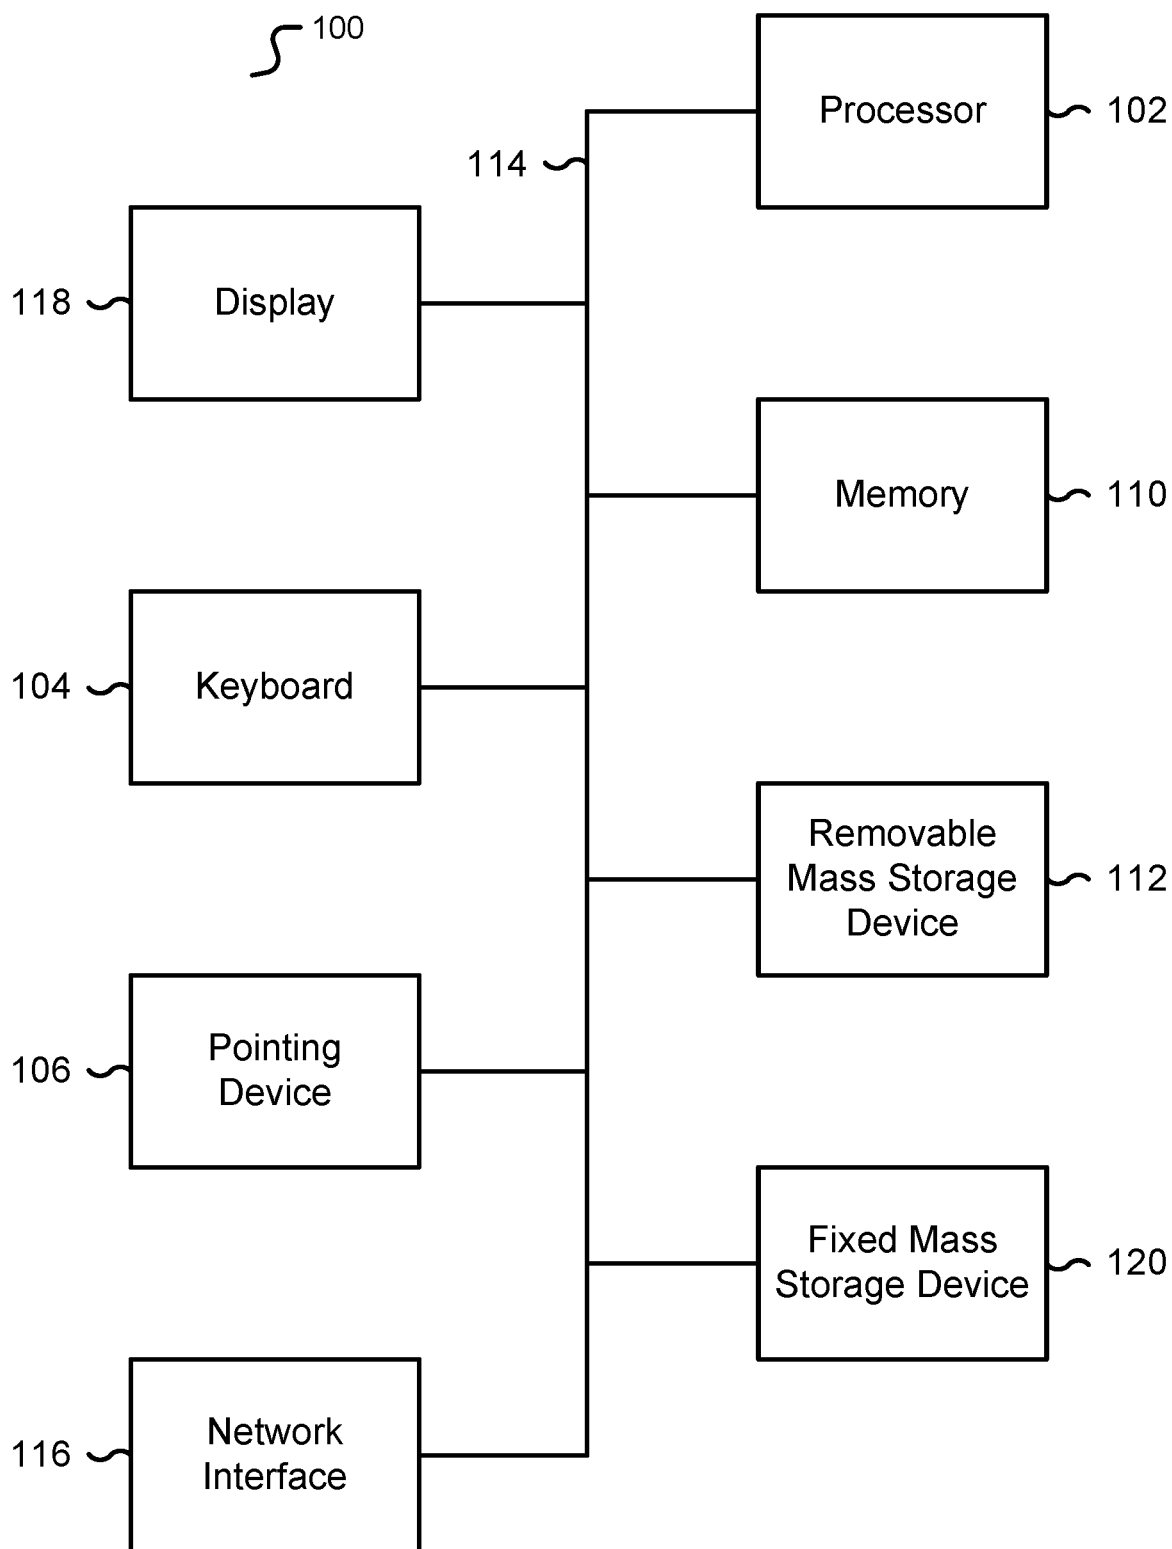 100
Processor
102
114
118
Display
Memory
110
104
Keyboard
Removable
Mass Storage
Device
112
106
Pointing
Device
Fixed Mass
Storage Device
120
116
Network
Interface